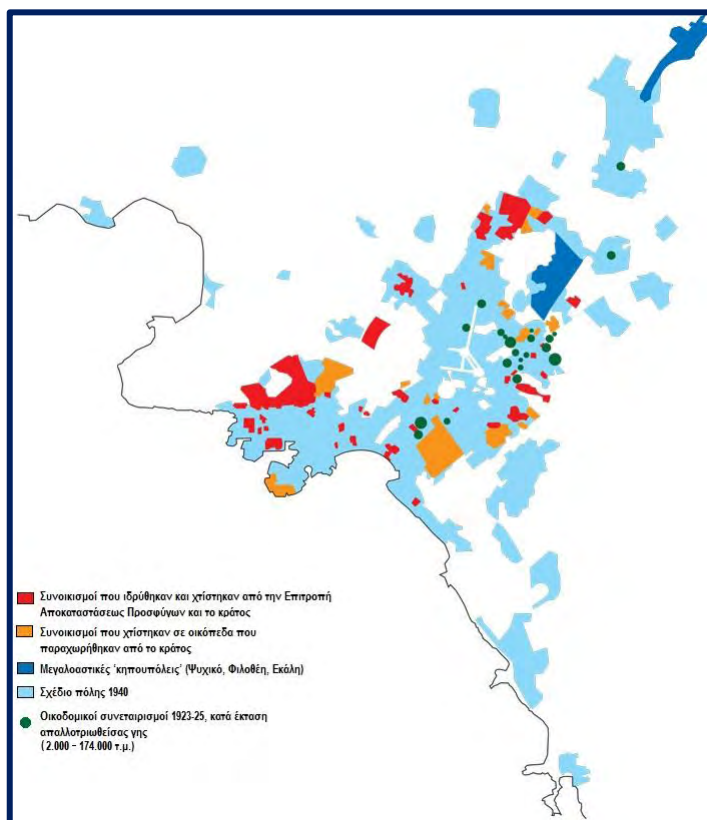 Συνοικισμοί που ιδρύθηκαν και χτίστηκαν από την Επιτροπή
Αποκαταστάσεως Προσφύγων και το κράτος
Συνοικισμοί που χτίστηκαν σε οικόπεδα που
παραχωρήθηκαν από το κράτος
Μεγαλοαστικές ‘κηπουπόλεις’ (Ψυχικό, Φιλοθέη, Εκάλη)
Σχέδιο πόλης 1940
Οικοδομικοί συνεταιρισμοί 1923-25, κατά έκταση
απαλλοτριωθείσας γης
( 2.000 – 174.000 τ.μ.)